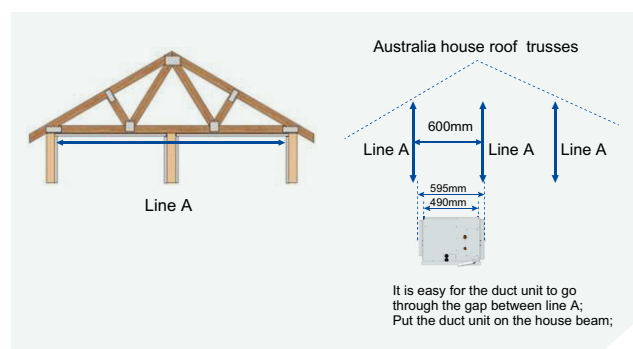 Australia house roof trusses
600mm
Line A
Line A
Line A
595mm
490mm
Line A
It is easy for the duct unit to go
through the gap between line A;
Put the duct unit on the house beam;